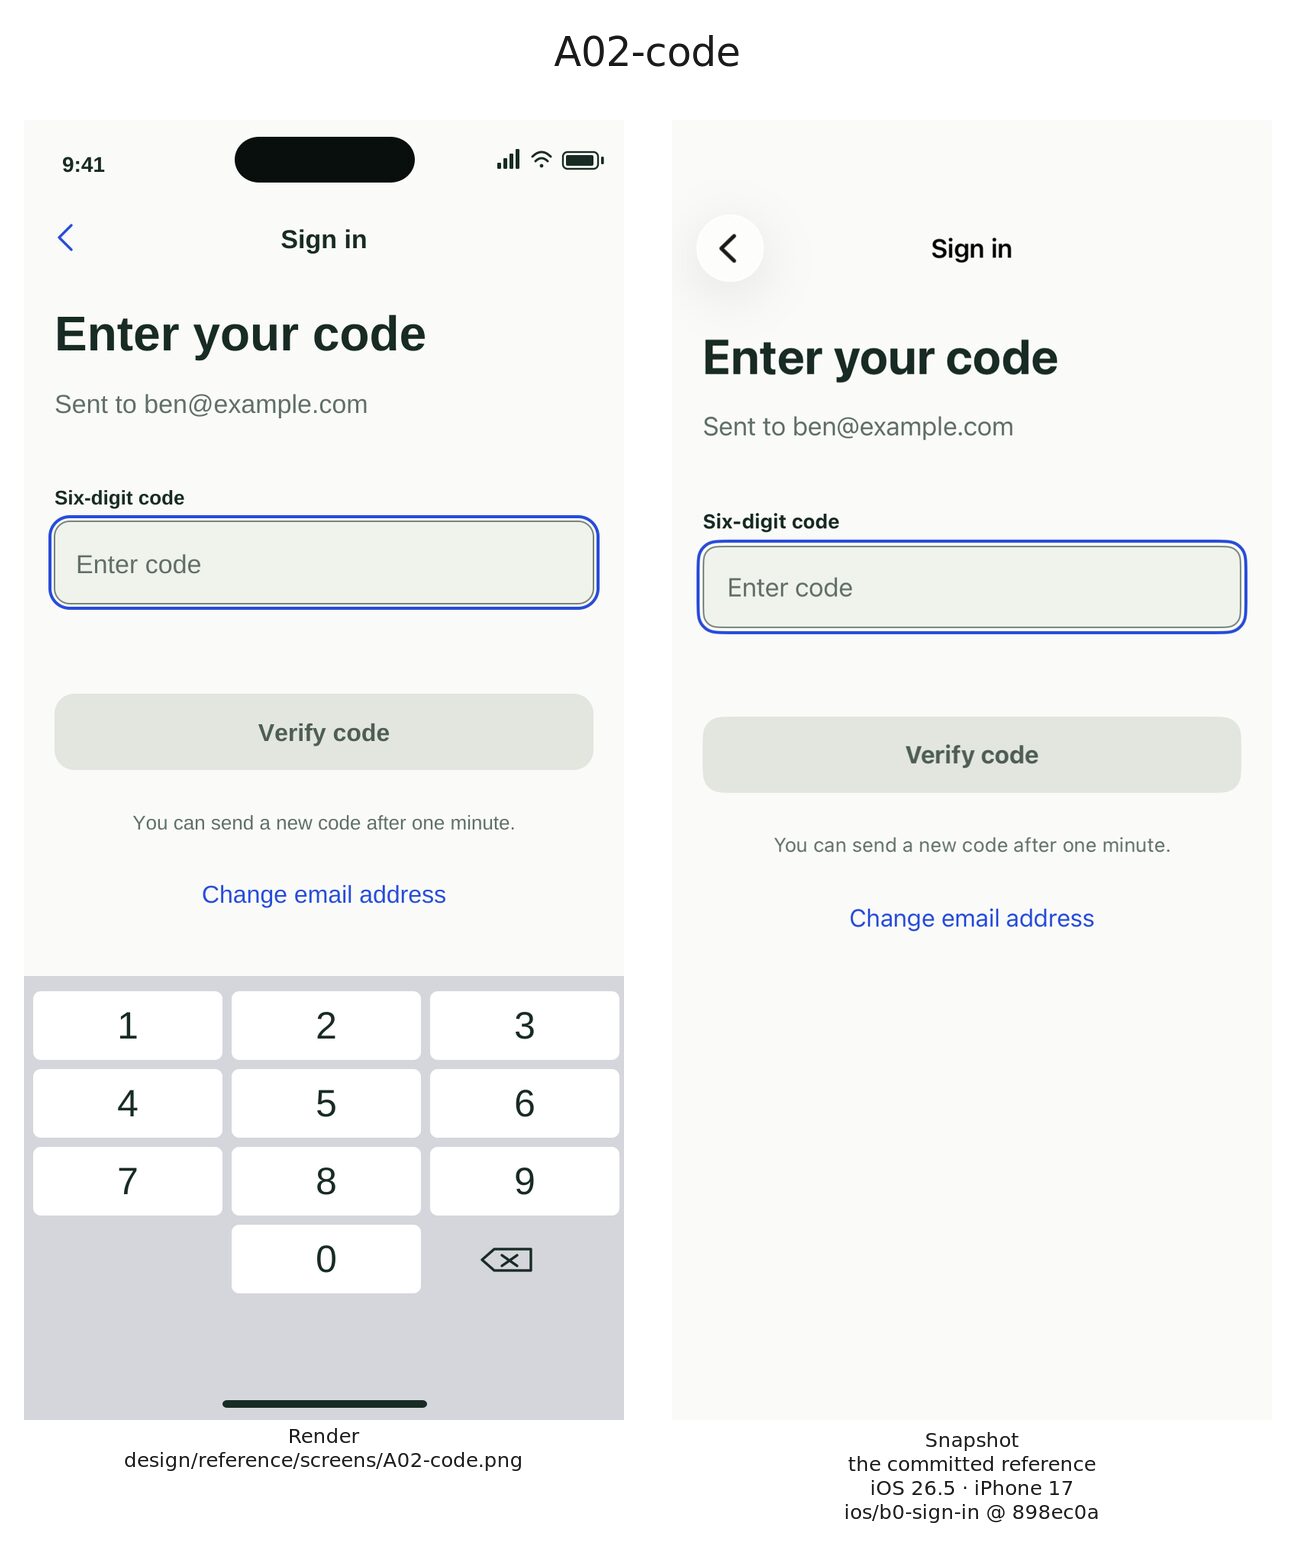 A02-code
9:41
Sign in
Enter your code
Sent to ben@example.com
Six-digit code
Enter code
Verify code
You can send a new code after one minute.
Change email address
1 2 3
4 5 6
7 8 9
0
Render
design/reference/screens/A02-code.png
Sign in
Enter your code
Sent to ben@example.com
Six-digit code
Enter code
Verify code
You can send a new code after one minute.
Change email address
Snapshot
the committed reference
iOS 26.5 · iPhone 17
ios/b0-sign-in @ 898ec0a